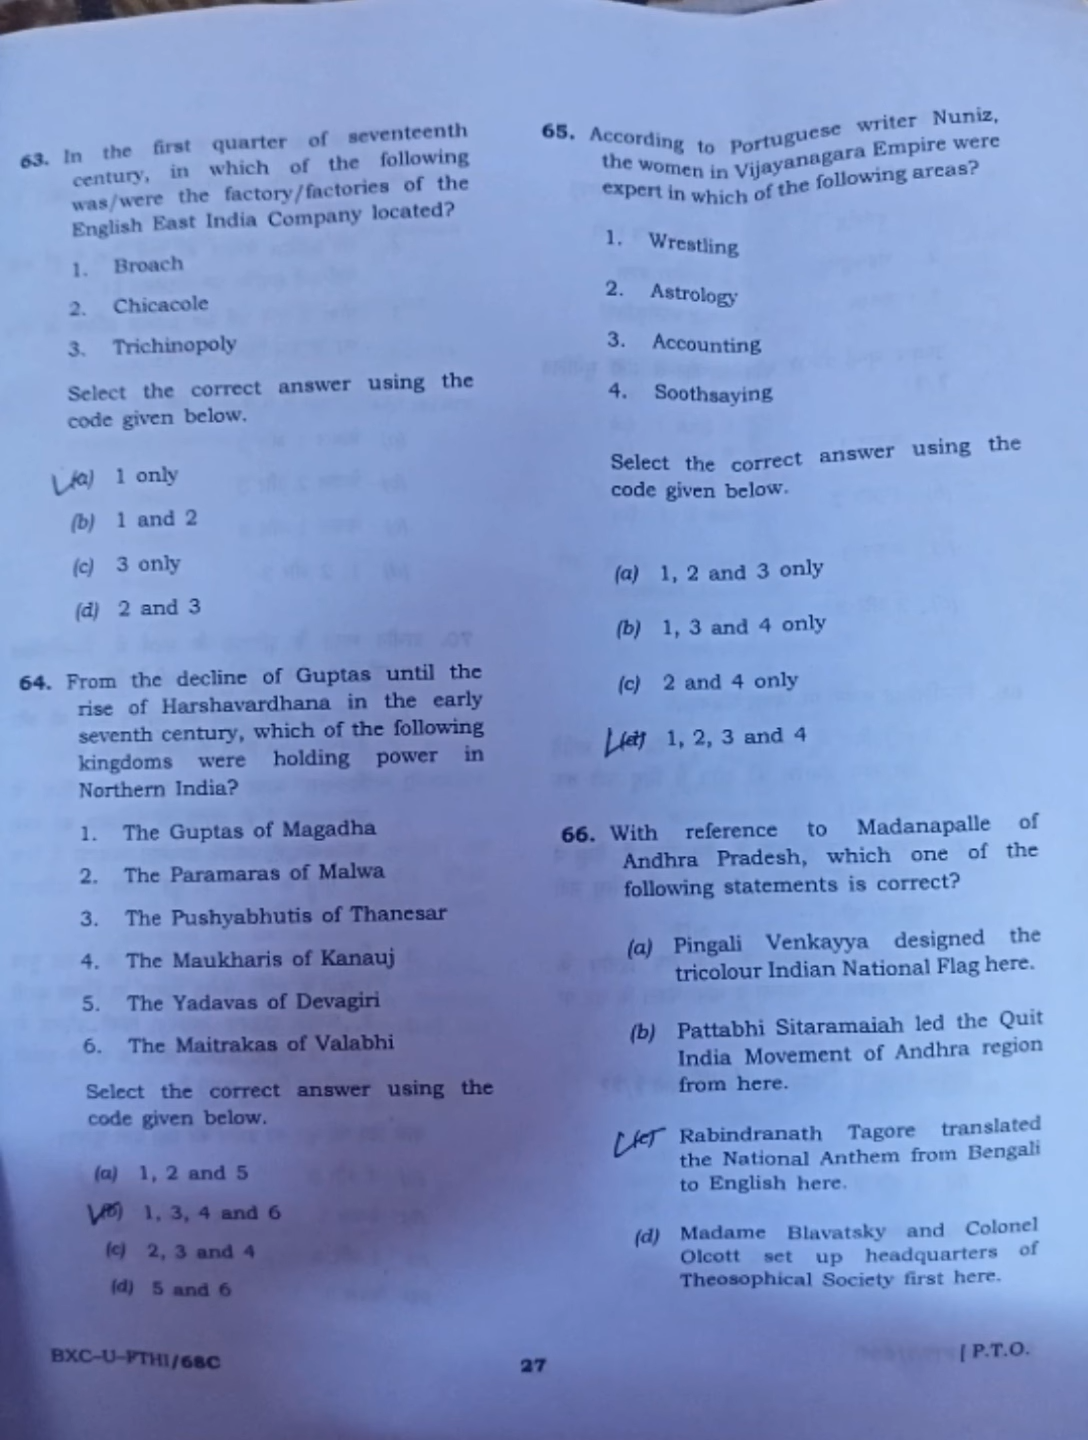 63. In the first quarter of seventeenth
century, in which of the following
was/were the factory/factories of the
English East India Company located?
1. Broach
2. Chicacole
3. Trichinopoly
Select the correct answer using the
code given below.
(a) 1 only
(b) 1 and 2
(c) 3 only
(d) 2 and 3
64. From the decline of Guptas until the
rise of Harshavardhana in the early
seventh century, which of the following
kingdoms were holding power in
Northern India?
1. The Guptas of Magadha
2. The Paramaras of Malwa
3. The Pushyabhutis of Thanesar
4. The Maukharis of Kanauj
5. The Yadavas of Devagiri
6. The Maitrakas of Valabhi
Select the correct answer using the
code given below.
(a) 1, 2 and 5
(b) 1, 3, 4 and 6
(c) 2, 3 and 4
(d) 5 and 6
65. According to Portuguese writer Nuniz,
the women in Vijayanagara Empire were
expert in which of the following areas?
1. Wrestling
2. Astrology
3. Accounting
4. Soothsaying
Select the correct answer using the
code given below.
(a) 1, 2 and 3 only
(b) 1, 3 and 4 only
(c) 2 and 4 only
(d) 1, 2, 3 and 4
66. With reference to Madanapalle of
Andhra Pradesh, which one of the
following statements is correct?
(a) Pingali Venkayya designed the
tricolour Indian National Flag here.
(b) Pattabhi Sitaramaiah led the Quit
India Movement of Andhra region
from here.
(c) Rabindranath Tagore translated
the National Anthem from Bengali
to English here.
(d) Madame Blavatsky and Colonel
Olcott set up headquarters of
Theosophical Society first here.
BXC-U-FTHI/68C
27
[ P.T.O.